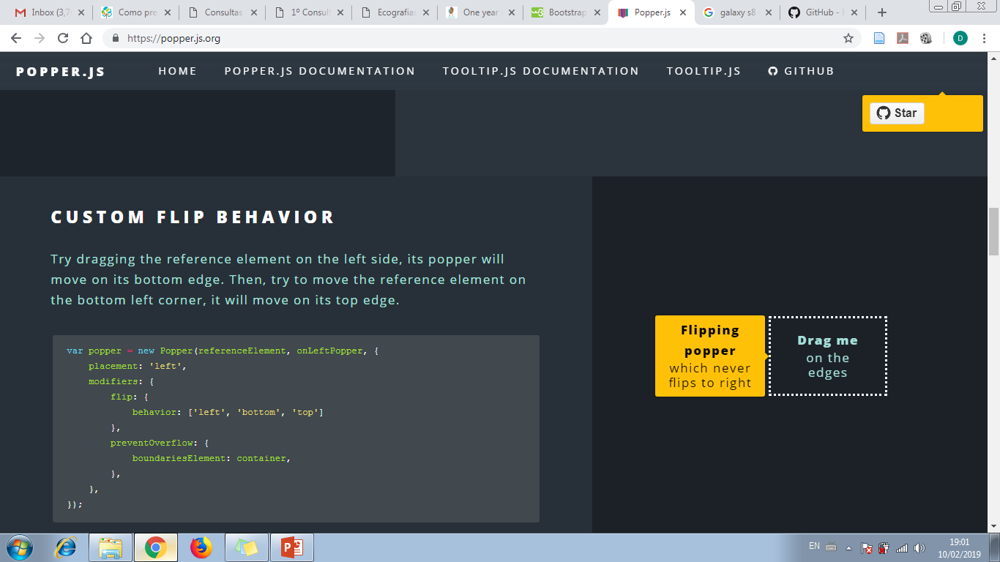 Inbox (3,7
Como pre
Consultas
1º Consult
Ecografias
One year
Bootstrap
Popper.js
galaxy s8
GitHub -
https://popper.js.org
D
POPPER.JS
HOME
POPPER.JS DOCUMENTATION
TOOLTIP.JS DOCUMENTATION
TOOLTIP.JS
GITHUB
Star
CUSTOM FLIP BEHAVIOR
Try dragging the reference element on the left side, its popper will
move on its bottom edge. Then, try to move the reference element on
the bottom left corner, it will move on its top edge.
var popper = new Popper(referenceElement, onLeftPopper, {
placement: 'left',
modifiers: {
flip: {
behavior: ['left', 'bottom', 'top']
},
preventOverflow: {
boundariesElement: container,
},
},
});
Flipping
popper
which never
flips to right
Drag me
on the
edges
EN
19:01
10/02/2019